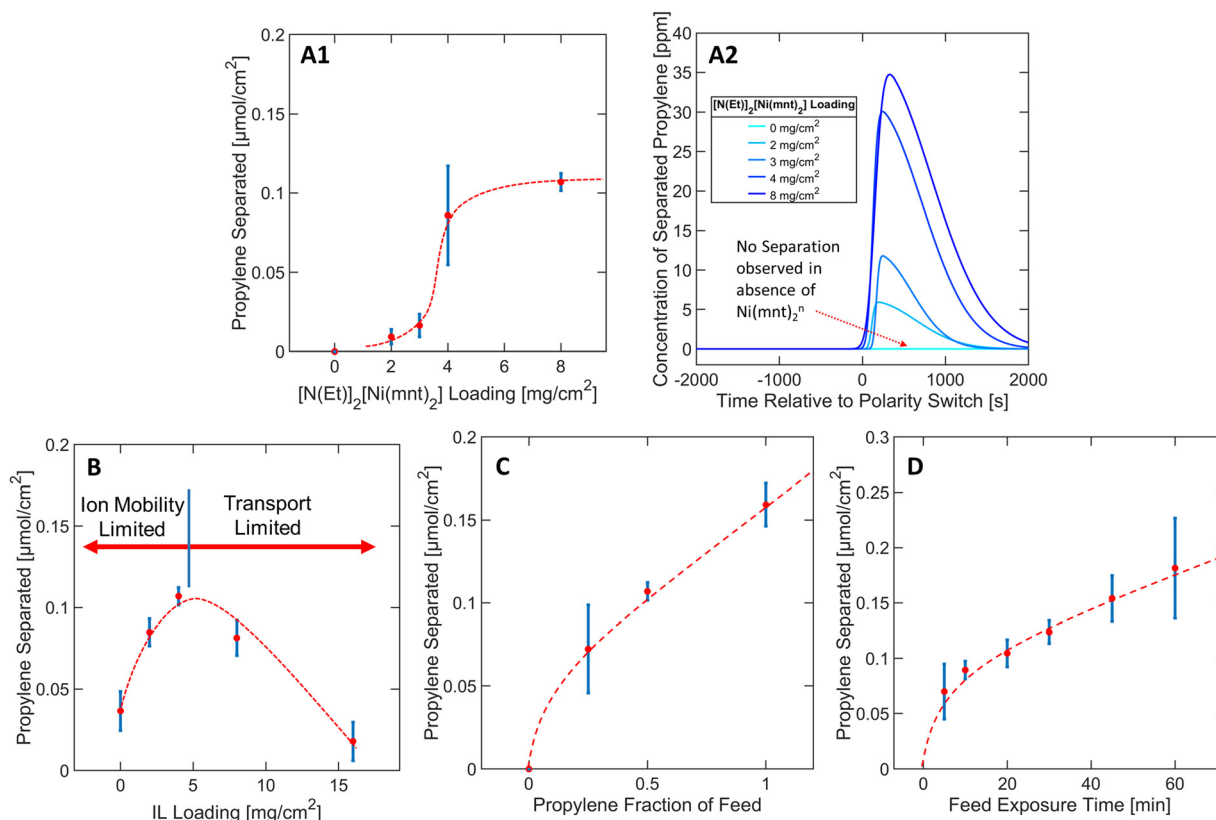 A1
Propylene Separated [µmol/cm²]
0.2
0.15
0.1
0.05
0
0 2 4 6 8
[N(Et)]₂[Ni(mnt)₂] Loading [mg/cm²]
A2
Concentration of Separated Propylene [ppm]
40
35
30
25
20
15
10
5
0
[N(Et)]₂[Ni(mnt)₂] Loading
0 mg/cm²
2 mg/cm²
3 mg/cm²
4 mg/cm²
8 mg/cm²
No Separation
observed in
absence of
Ni(mnt)₂ⁿ
-2000 -1000 0 1000 2000
Time Relative to Polarity Switch [s]
B
Propylene Separated [µmol/cm²]
0.2
0.15
0.1
0.05
0
Ion Mobility
Limited
Transport
Limited
0 5 10 15
IL Loading [mg/cm²]
C
Propylene Separated [µmol/cm²]
0.2
0.15
0.1
0.05
0
0 0.5 1
Propylene Fraction of Feed
D
Propylene Separated [µmol/cm²]
0.3
0.25
0.2
0.15
0.1
0.05
0
0 20 40 60
Feed Exposure Time [min]